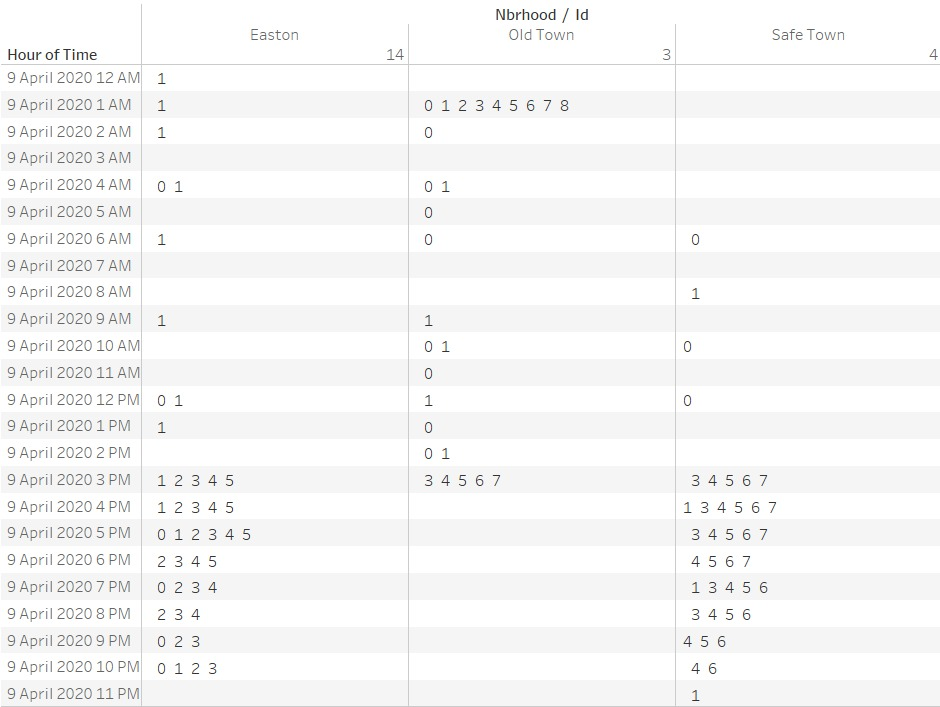 Nbrhood / Id
Easton Old Town Safe Town
Hour of Time 14 3 4
9 April 2020 12 AM 1
9 April 2020 1 AM 1 0 1 2 3 4 5 6 7 8
9 April 2020 2 AM 1 0
9 April 2020 3 AM
9 April 2020 4 AM 0 1 0 1
9 April 2020 5 AM 0
9 April 2020 6 AM 1 0 0
9 April 2020 7 AM
9 April 2020 8 AM 1
9 April 2020 9 AM 1 1
9 April 2020 10 AM 0 1 0
9 April 2020 11 AM 0
9 April 2020 12 PM 0 1 1 0
9 April 2020 1 PM 1 0
9 April 2020 2 PM 0 1
9 April 2020 3 PM 1 2 3 4 5 3 4 5 6 7 3 4 5 6 7
9 April 2020 4 PM 1 2 3 4 5 1 3 4 5 6 7
9 April 2020 5 PM 0 1 2 3 4 5 3 4 5 6 7
9 April 2020 6 PM 2 3 4 5 4 5 6 7
9 April 2020 7 PM 0 2 3 4 1 3 4 5 6
9 April 2020 8 PM 2 3 4 3 4 5 6
9 April 2020 9 PM 0 2 3 4 5 6
9 April 2020 10 PM 0 1 2 3 4 6
9 April 2020 11 PM 1